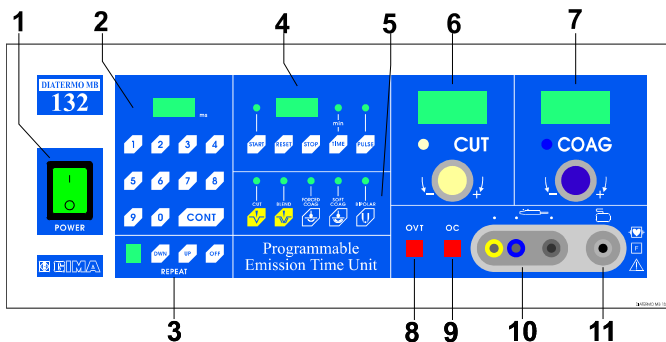 1
2
3
4
5
6
7
8
9
10
11
DIATERMO MB
132
I
O
POWER
GIMA
ms
1 2 3 4
5 6 7 8
9 0 CONT
DWN UP OFF
REPEAT
min
START RESET STOP TIME PULSE
CUT BLEND FORCED COAG SOFT COAG BIPOLAR
Programmable
Emission Time Unit
CUT
- +
COAG
- +
OVT OC
F